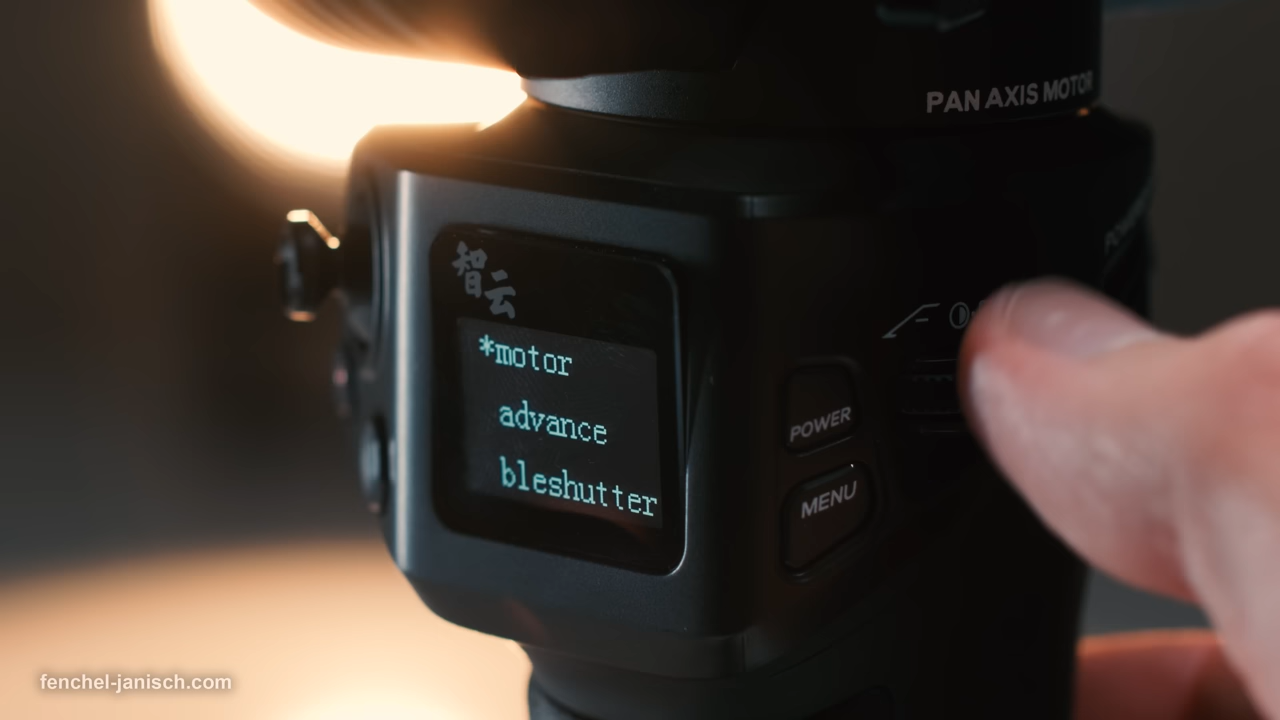 PAN AXIS MOTOR
智云
*motor
advance
bleshutter
POWER
MENU
fenchel-janisch.com